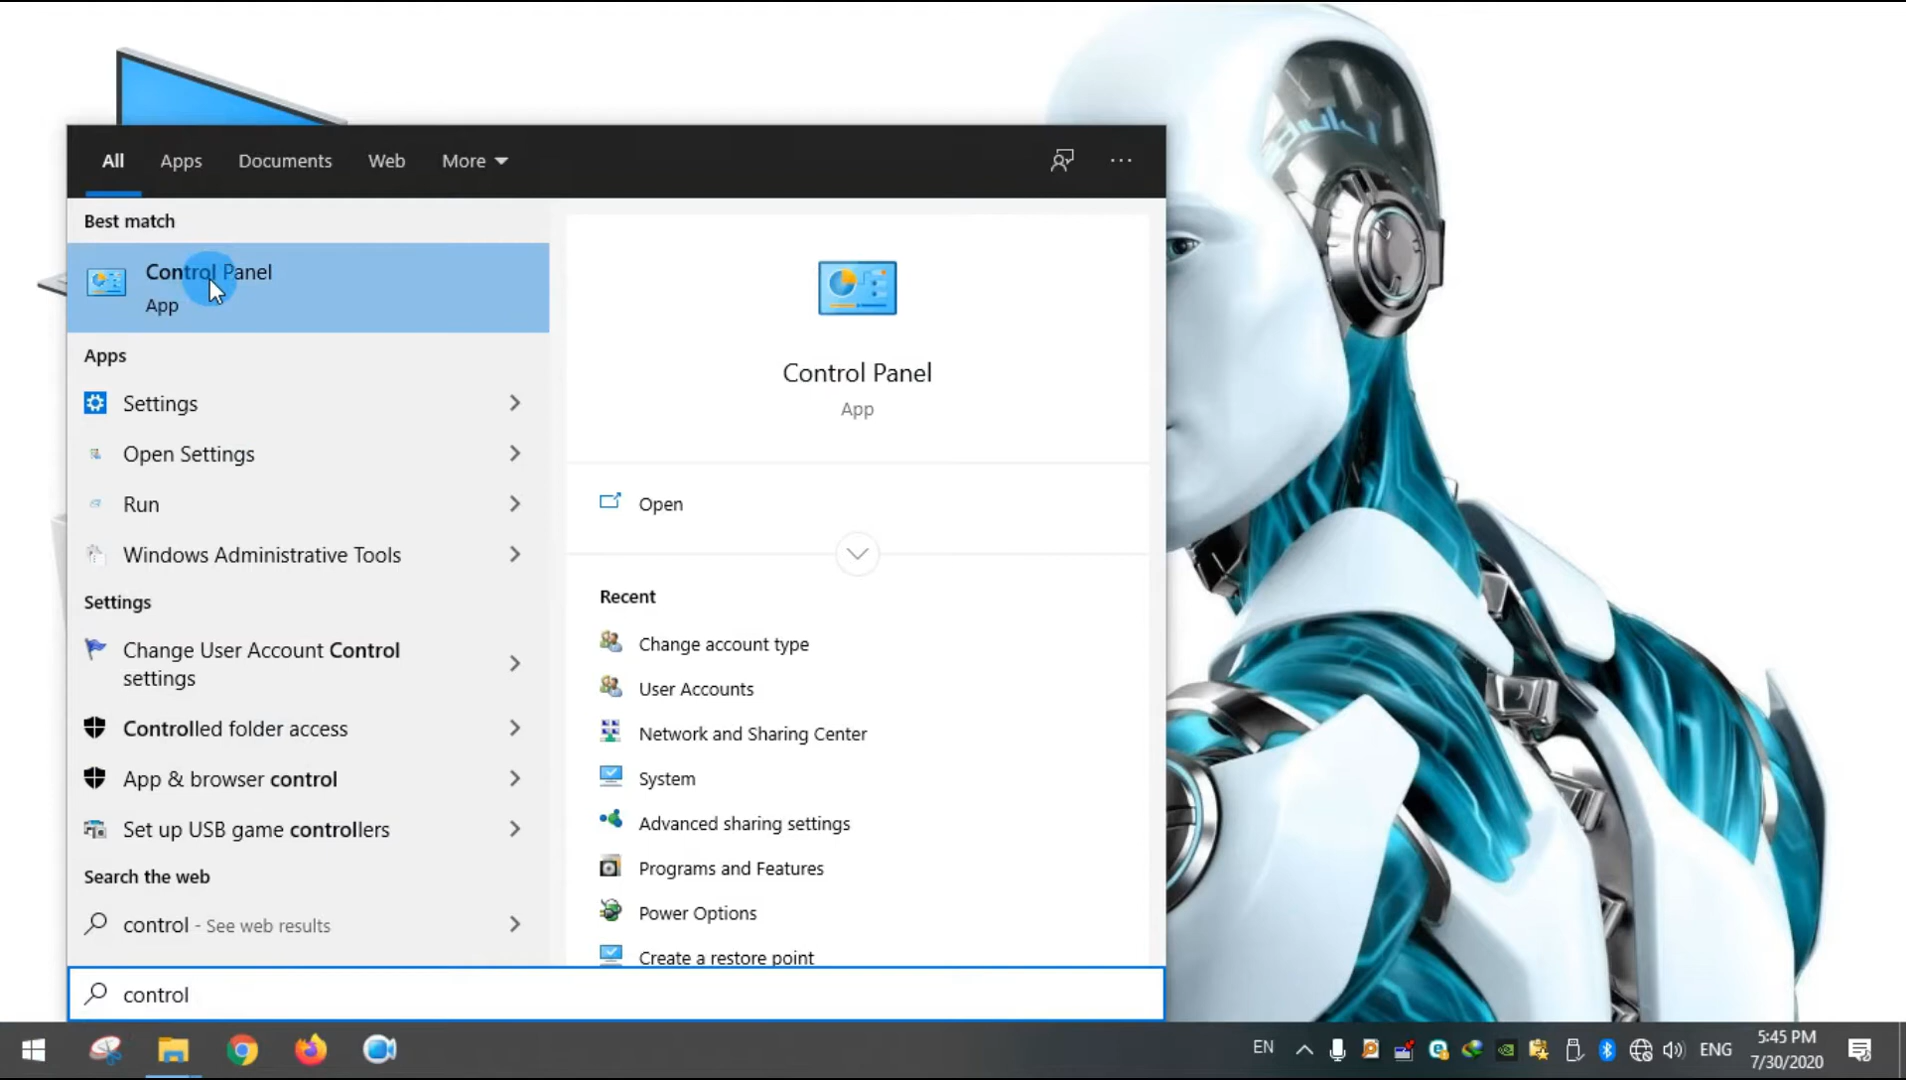 All Apps Documents Web More
Best match
Control Panel
App
Apps
Settings
Open Settings
Run
Windows Administrative Tools
Settings
Change User Account Control
settings
Controlled folder access
App & browser control
Set up USB game controllers
Search the web
control - See web results
control
Control Panel
App
Open
Recent
Change account type
User Accounts
Network and Sharing Center
System
Advanced sharing settings
Programs and Features
Power Options
Create a restore point
EN
ENG
5:45 PM
7/30/2020